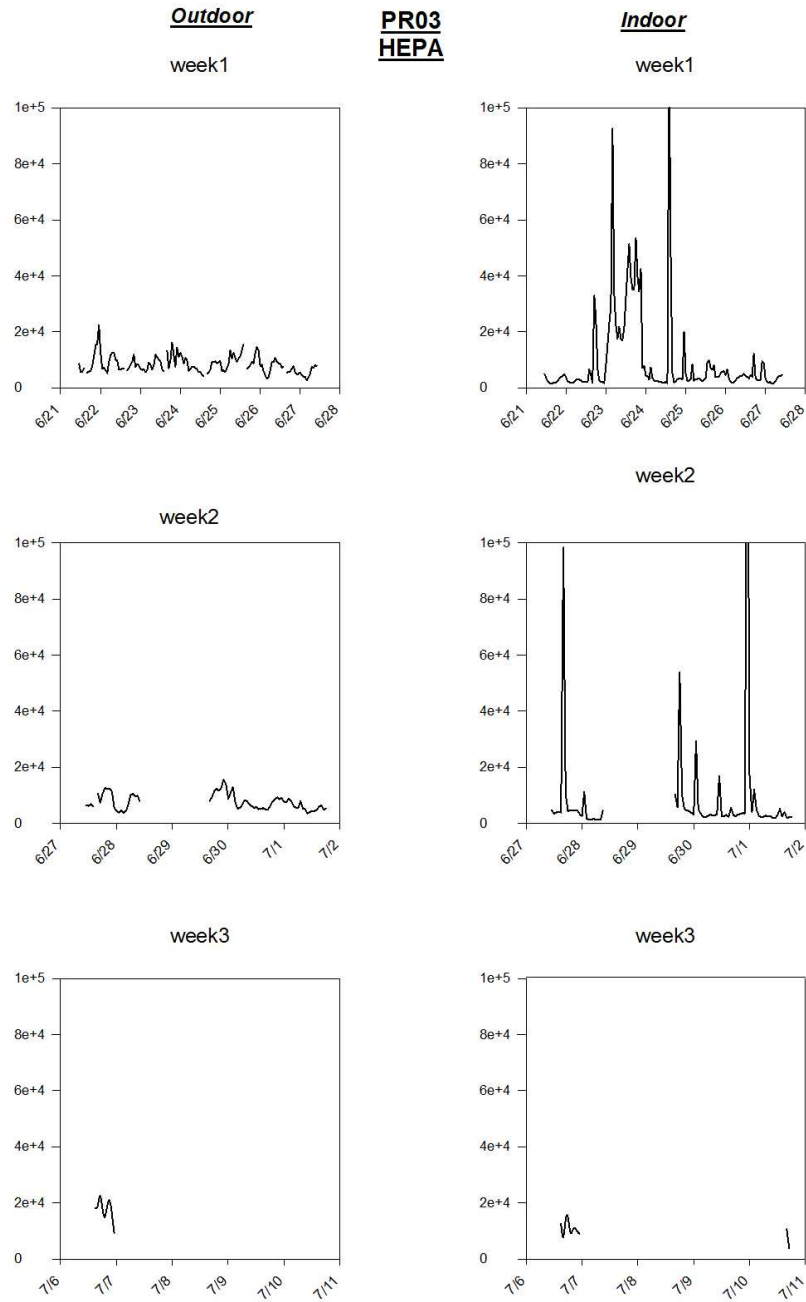 Outdoor
PR03
HEPA
Indoor
week1
week1
1e+5
8e+4
6e+4
4e+4
2e+4
0
6/21
6/22
6/23
6/24
6/25
6/26
6/27
6/28
1e+5
8e+4
6e+4
4e+4
2e+4
0
6/21
6/22
6/23
6/24
6/25
6/26
6/27
6/28
week2
week2
1e+5
8e+4
6e+4
4e+4
2e+4
0
6/27
6/28
6/29
6/30
7/1
7/2
1e+5
8e+4
6e+4
4e+4
2e+4
0
6/27
6/28
6/29
6/30
7/1
7/2
week3
week3
1e+5
8e+4
6e+4
4e+4
2e+4
0
7/6
7/7
7/8
7/9
7/10
7/11
1e+5
8e+4
6e+4
4e+4
2e+4
0
7/6
7/7
7/8
7/9
7/10
7/11